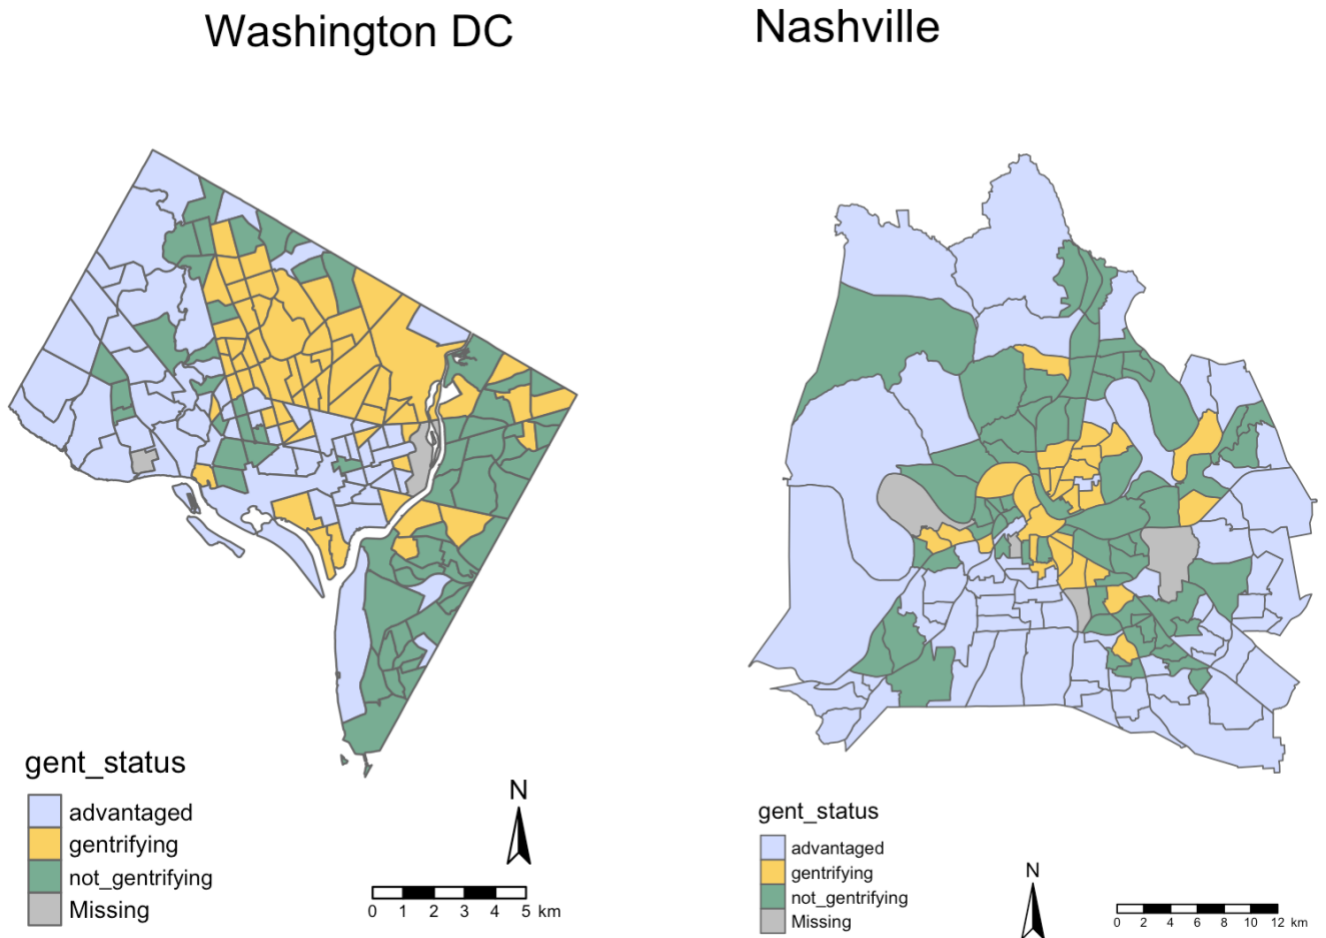 Washington DC
Nashville
gent_status
advantaged
gentrifying
not_gentrifying
Missing
N
0 1 2 3 4 5 km
gent_status
advantaged
gentrifying
not_gentrifying
Missing
N
0 2 4 6 8 10 12 km